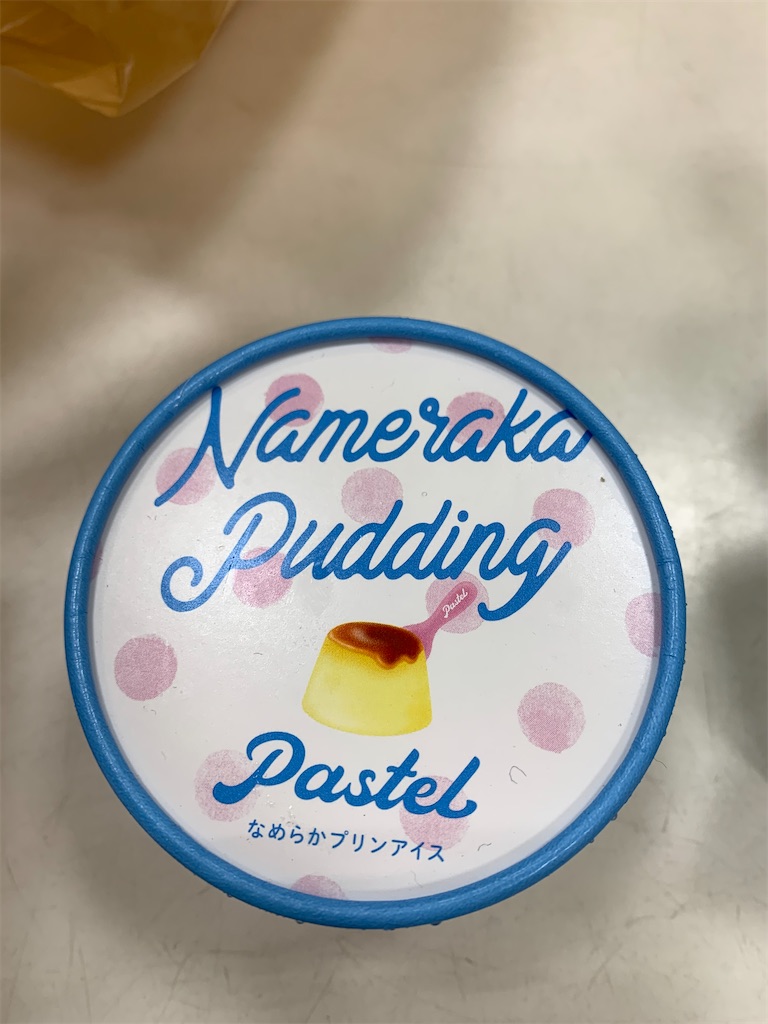 Nameraka
Pudding
Pastel
Pastel
なめらかプリンアイス